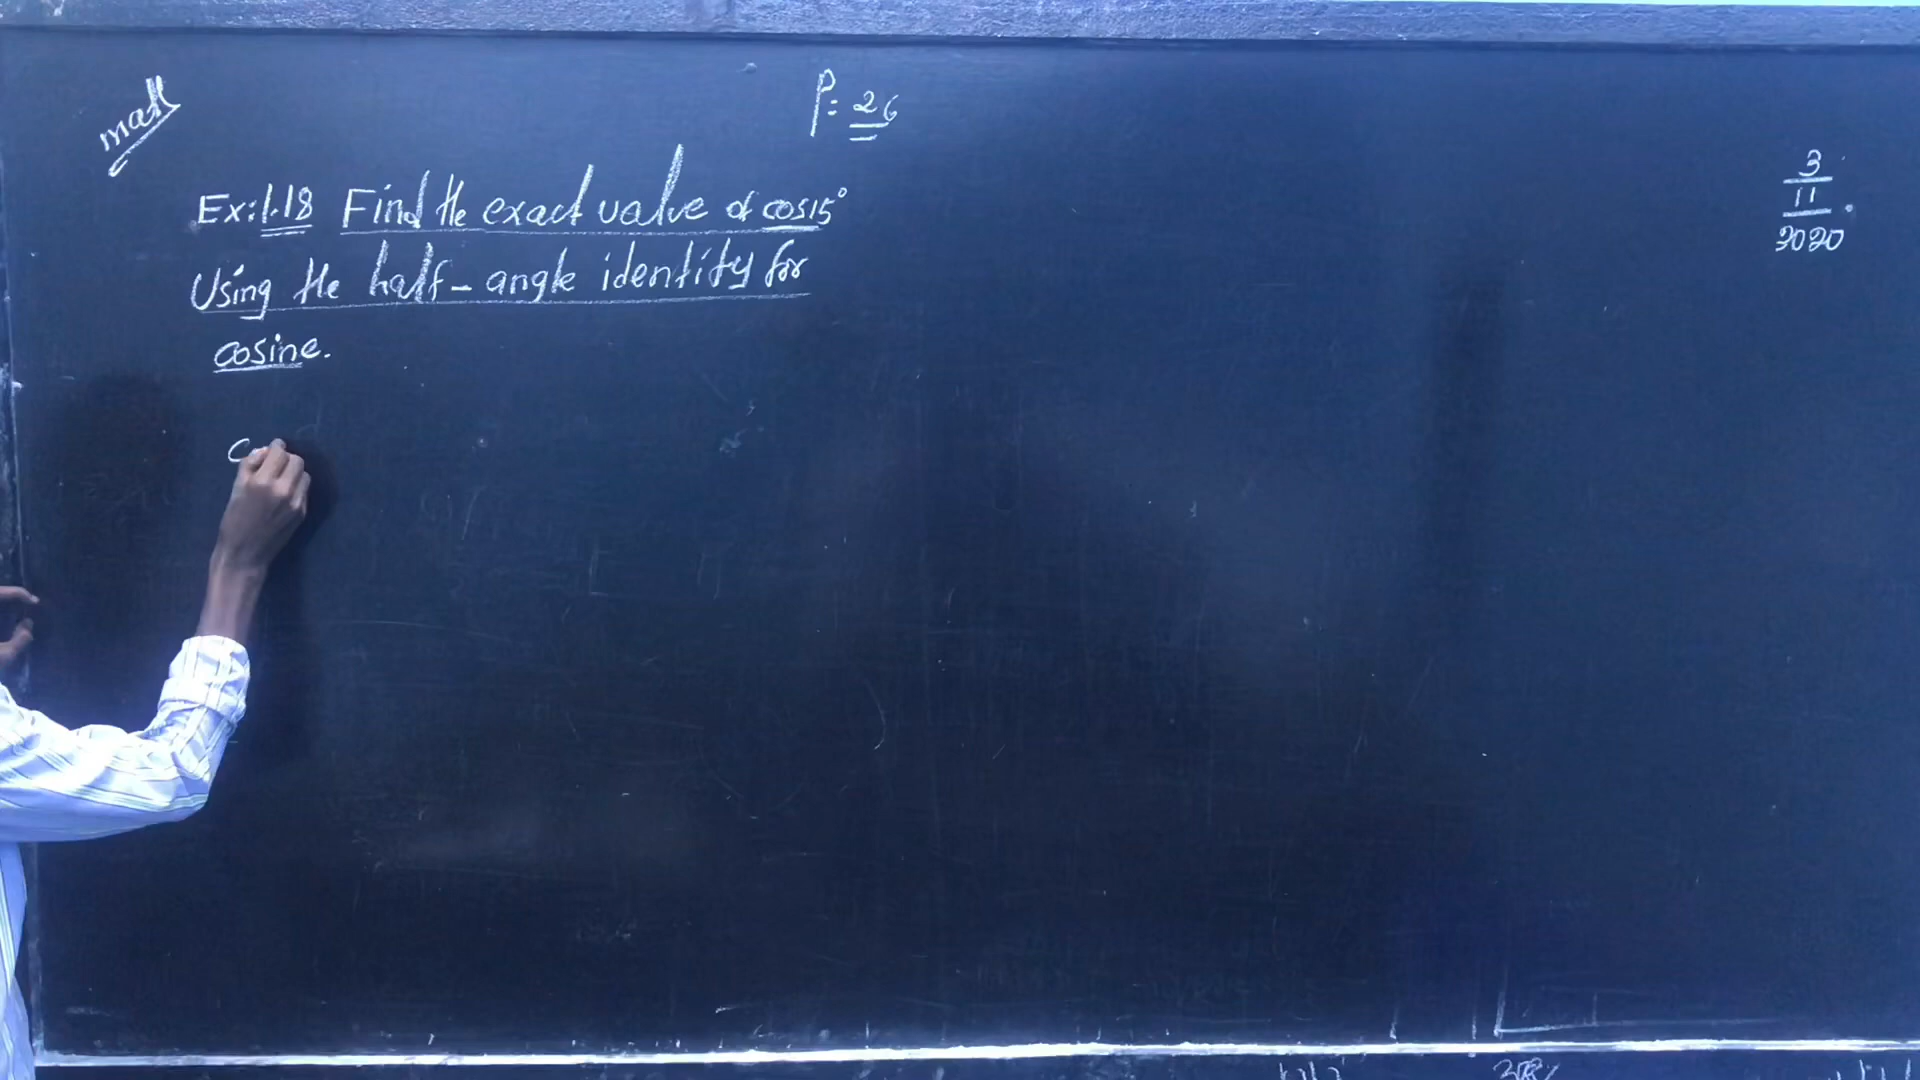 math
P: 26
3
11
2020
Ex: 1.18 Find the exact value of cos15°
Using the half-angle identity for
cosine.